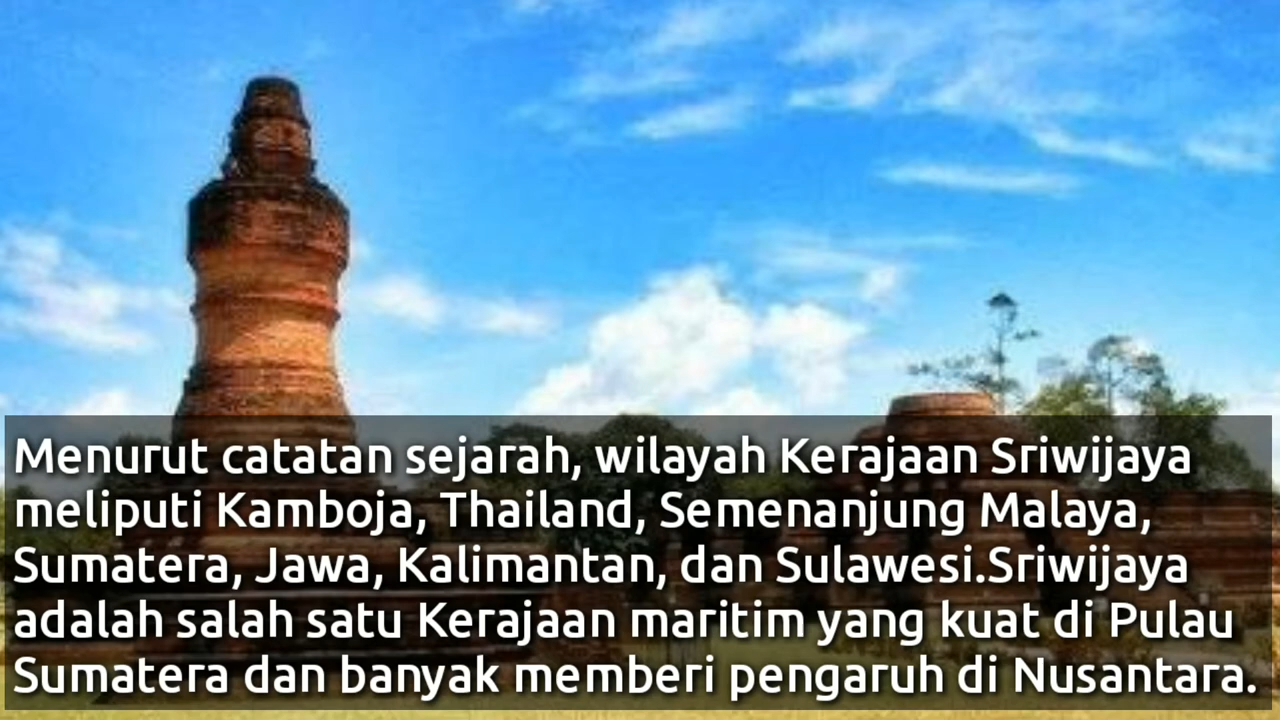 Menurut catatan sejarah, wilayah Kerajaan Sriwijaya
meliputi Kamboja, Thailand, Semenanjung Malaya,
Sumatera, Jawa, Kalimantan, dan Sulawesi.Sriwijaya
adalah salah satu Kerajaan maritim yang kuat di Pulau
Sumatera dan banyak memberi pengaruh di Nusantara.